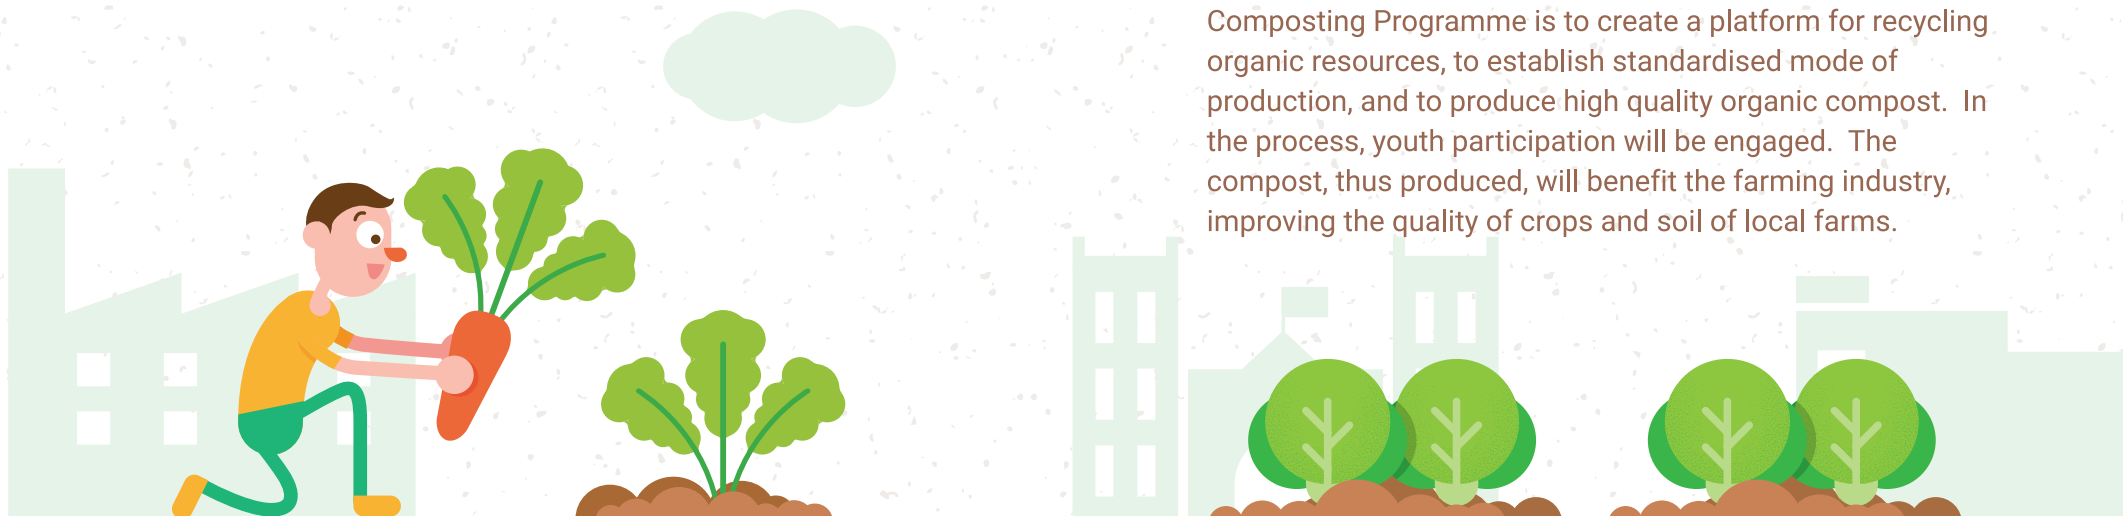 Composting Programme is to create a platform for recycling
organic resources, to establish standardised mode of
production, and to produce high quality organic compost.  In
the process, youth participation will be engaged.  The
compost, thus produced, will benefit the farming industry,
improving the quality of crops and soil of local farms.